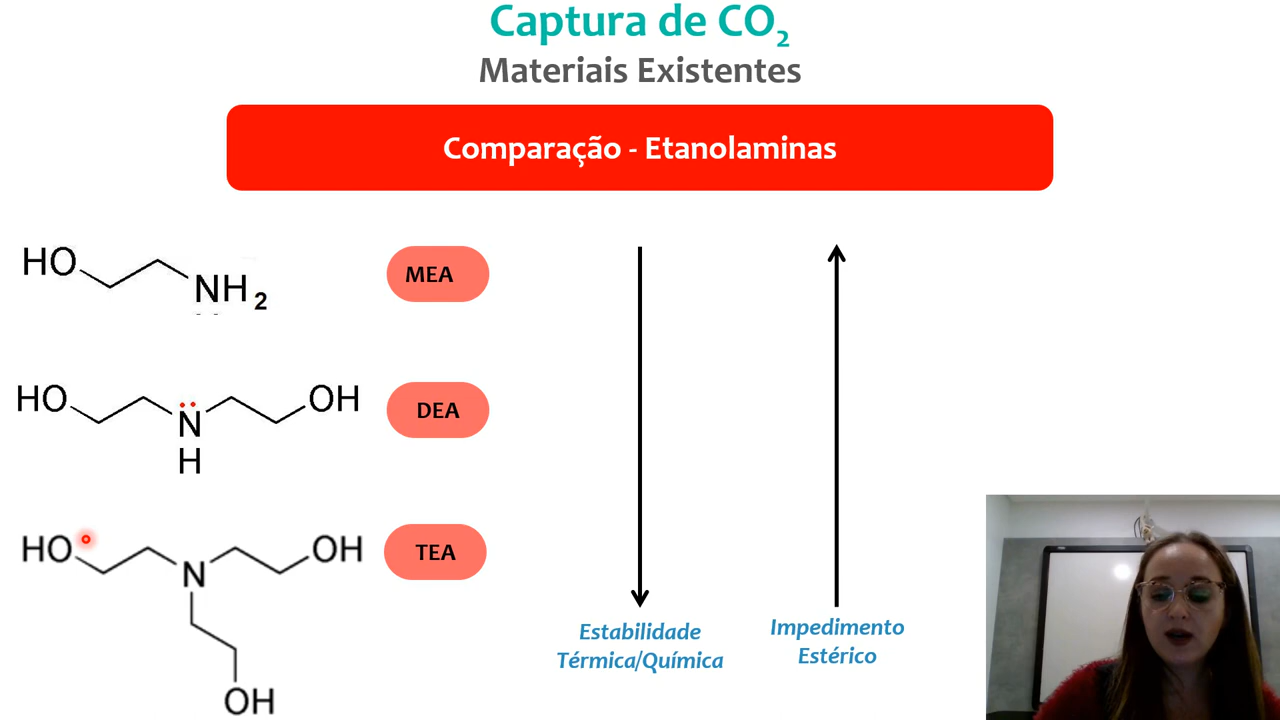 Captura de CO₂
Materiais Existentes
Comparação - Etanolaminas
HO
NH₂
MEA
HO
N
H
OH
DEA
HO
N
OH
OH
TEA
Estabilidade
Térmica/Química
Impedimento
Estérico